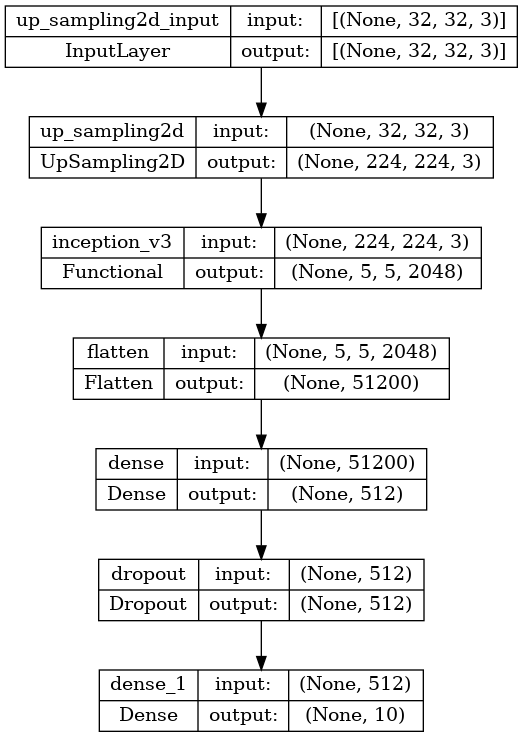 up_sampling2d_input input: [(None, 32, 32, 3)]
InputLayer output: [(None, 32, 32, 3)]
up_sampling2d input: (None, 32, 32, 3)
UpSampling2D output: (None, 224, 224, 3)
inception_v3 input: (None, 224, 224, 3)
Functional output: (None, 5, 5, 2048)
flatten input: (None, 5, 5, 2048)
Flatten output: (None, 51200)
dense input: (None, 51200)
Dense output: (None, 512)
dropout input: (None, 512)
Dropout output: (None, 512)
dense_1 input: (None, 512)
Dense output: (None, 10)